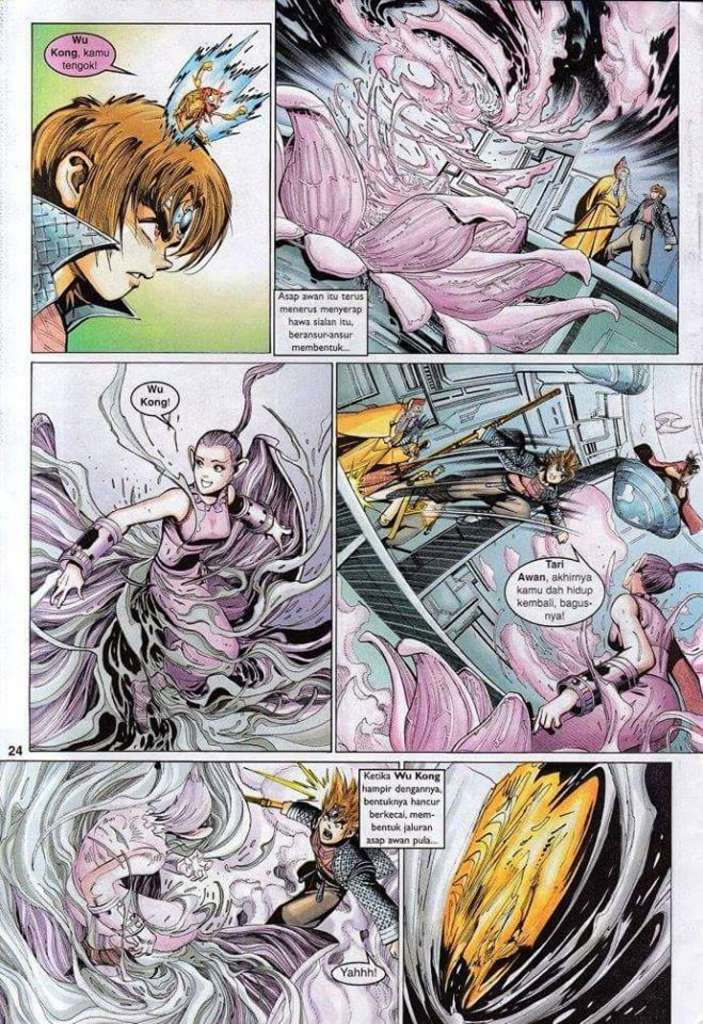 Wu
Kong, kamu
tengok!
Asap awan itu terus
menerus menyerap
hawa sialan itu,
beransur-ansur
membentuk...
Wu
Kong!
Tari
Awan, akhirnya
kamu dah hidup
kembali, bagus-
nya!
24
Ketika Wu Kong
hampir dengannya,
bentuknya hancur
berkecai, mem-
bentuk jaluran
asap awan pula...
Yahhh!